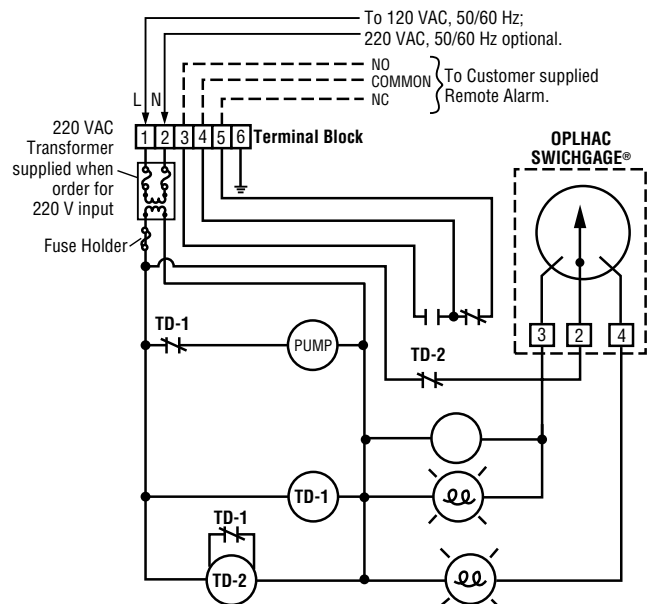 To 120 VAC, 50/60 Hz;
220 VAC, 50/60 Hz optional.
NO
COMMON
NC
To Customer supplied
Remote Alarm.
L N
220 VAC
Transformer
supplied when
order for
220 V input
1 2 3 4 5 6
Terminal Block
OPLHAC
SWICHGAGE®
Fuse Holder
TD-1
PUMP
TD-2
3 2 4
TD-1
TD-1
TD-2